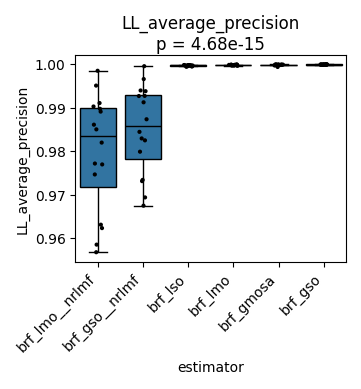 LL_average_precision
p = 4.68e-15
LL_average_precision
1.00
0.99
0.98
0.97
0.96
brf_lmo__nrlmf
brf_gso__nrlmf
brf_lso
brf_lmo
brf_gmosa
brf_gso
estimator